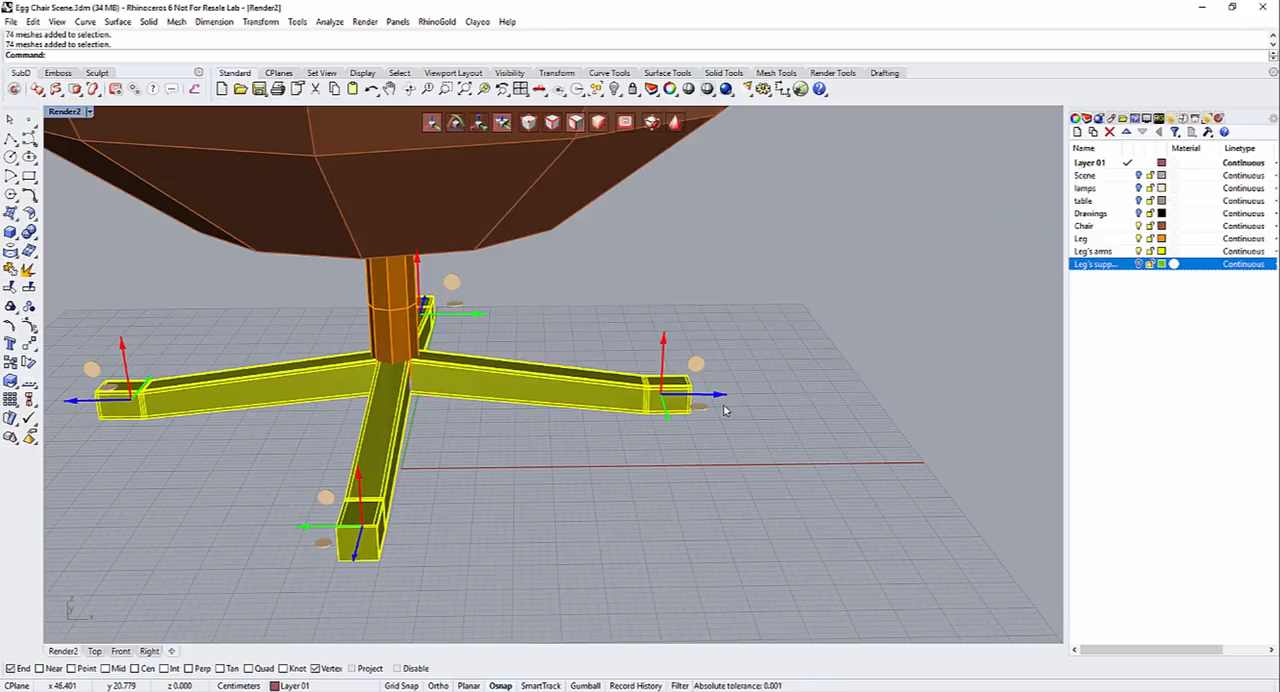 Egg Chair Scene.3dm (34 MB) - Rhinoceros 6 Not For Resale Lab - [Render2]
File Edit View Curve Surface Solid Mesh Dimension Transform Tools Analyze Render Panels RhinoGold Clayoo Help
74 meshes added to selection.
74 meshes added to selection.
Command:
SubD Emboss Sculpt Standard CPlanes Set View Display Select Viewport Layout Visibility Transform Curve Tools Surface Tools Solid Tools Mesh Tools Render Tools Drafting
Render2
Name Material Linetype
Layer 01 Continuous
Scene Continuous
lamps Continuous
table Continuous
Drawings Continuous
Chair Continuous
Leg Continuous
Leg's arms Continuous
Leg's supp... Continuous
z
y
x
Render2 Top Front Right
End Near Point Mid Cen Int Perp Tan Quad Knot Vertex Project Disable
CPlane x 46.401 y 20.779 z 0.000 Centimeters Layer 01 Grid Snap Ortho Planar Osnap SmartTrack Gumball Record History Filter Absolute tolerance: 0.001